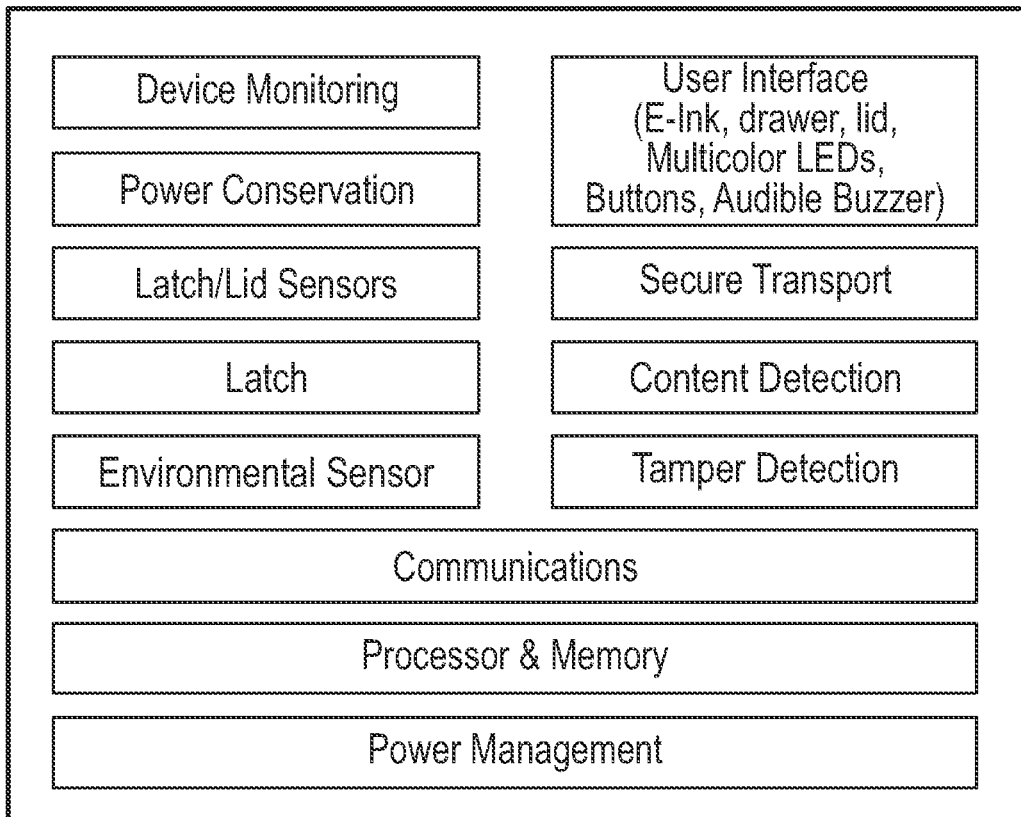 Device Monitoring
Power Conservation
Latch/Lid Sensors
Latch
Environmental Sensor
User Interface
(E-Ink, drawer, lid,
Multicolor LEDs,
Buttons, Audible Buzzer)
Secure Transport
Content Detection
Tamper Detection
Communications
Processor & Memory
Power Management